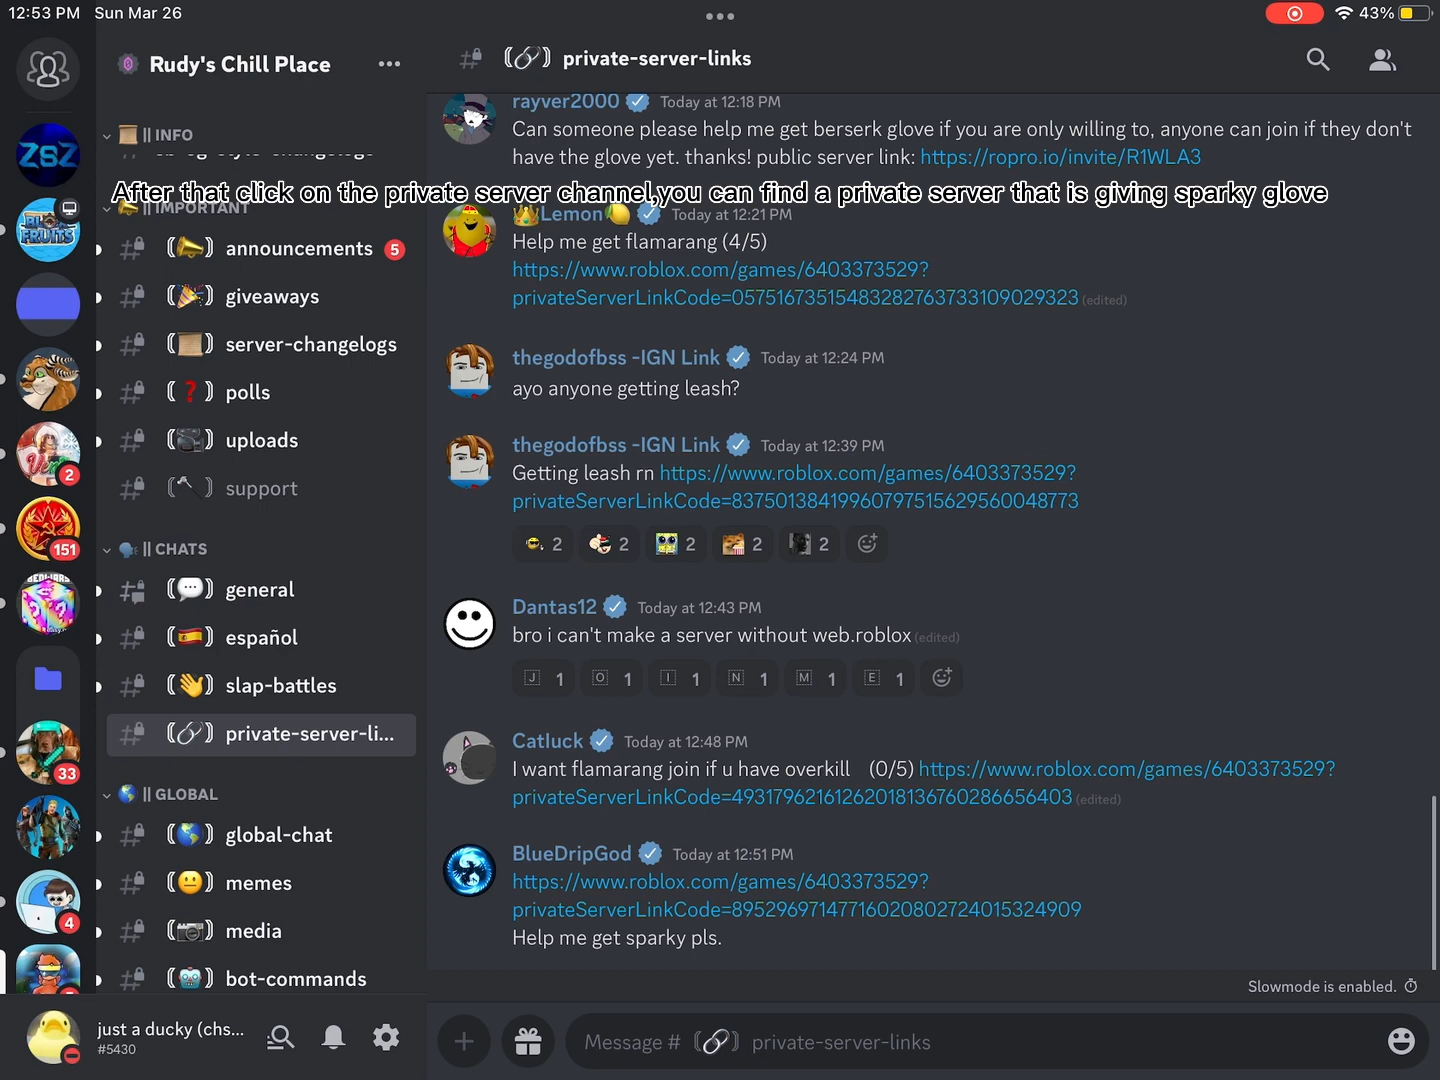 12:53 PM Sun Mar 26
43%
Rudy's Chill Place
|| INFO
After that click on the private server channel,you can find a private server that is giving sparky glove
|| IMPORTANT
announcements 5
giveaways
server-changelogs
polls
uploads
support
|| CHATS
general
español
slap-battles
private-server-li...
|| GLOBAL
global-chat
memes
media
bot-commands
ZSZ
BLOX FRUITS
2
151
33
4
just a ducky (chs...
#5430
private-server-links
rayver2000 Today at 12:18 PM
Can someone please help me get berserk glove if you are only willing to, anyone can join if they don't
have the glove yet. thanks! public server link: https://ropro.io/invite/R1WLA3
Lemon Today at 12:21 PM
Help me get flamarang (4/5)
https://www.roblox.com/games/6403373529?
privateServerLinkCode=05751673515483282763733109029323 (edited)
thegodofbss -IGN Link Today at 12:24 PM
ayo anyone getting leash?
thegodofbss -IGN Link Today at 12:39 PM
Getting leash rn https://www.roblox.com/games/6403373529?
privateServerLinkCode=83750138419960797515629560048773
2 2 2 2 2
Dantas12 Today at 12:43 PM
bro i can't make a server without web.roblox (edited)
J 1 O 1 I 1 N 1 M 1 E 1
Catluck Today at 12:48 PM
I want flamarang join if u have overkill (0/5) https://www.roblox.com/games/6403373529?
privateServerLinkCode=49317962161262018136760286656403 (edited)
BlueDripGod Today at 12:51 PM
https://www.roblox.com/games/6403373529?
privateServerLinkCode=89529697147716020802724015324909
Help me get sparky pls.
Slowmode is enabled.
Message # private-server-links